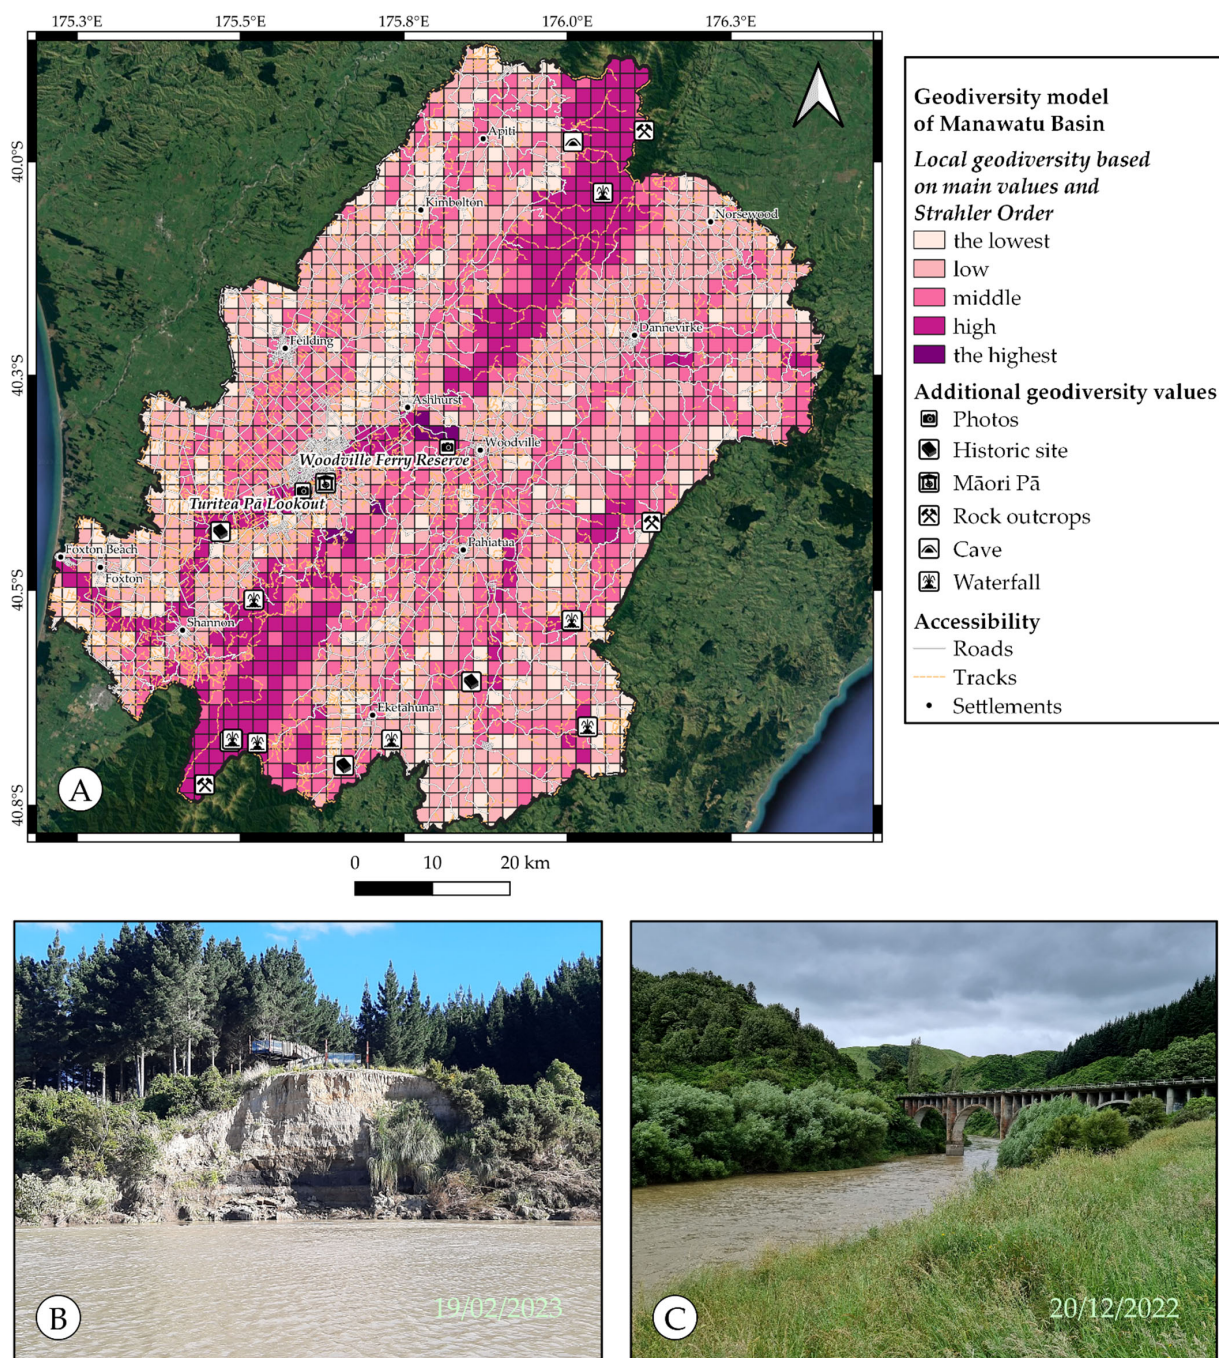 175.3°E 175.5°E 175.8°E 176.0°E 176.3°E
40.0°S
40.3°S
40.5°S
40.8°S
Apiti
Kimbolton
Norsewood
Dannevirke
Feilding
Ashhurst
Woodville
Woodville Ferry Reserve
Turitea Pā Lookout
Pahiatua
Foxton Beach
Foxton
Shannon
Eketahuna
A
0 10 20 km
Geodiversity model
of Manawatu Basin
Local geodiversity based
on main values and
Strahler Order
the lowest
low
middle
high
the highest
Additional geodiversity values
Photos
Historic site
Māori Pā
Rock outcrops
Cave
Waterfall
Accessibility
Roads
Tracks
Settlements
B
19/02/2023
C
20/12/2022